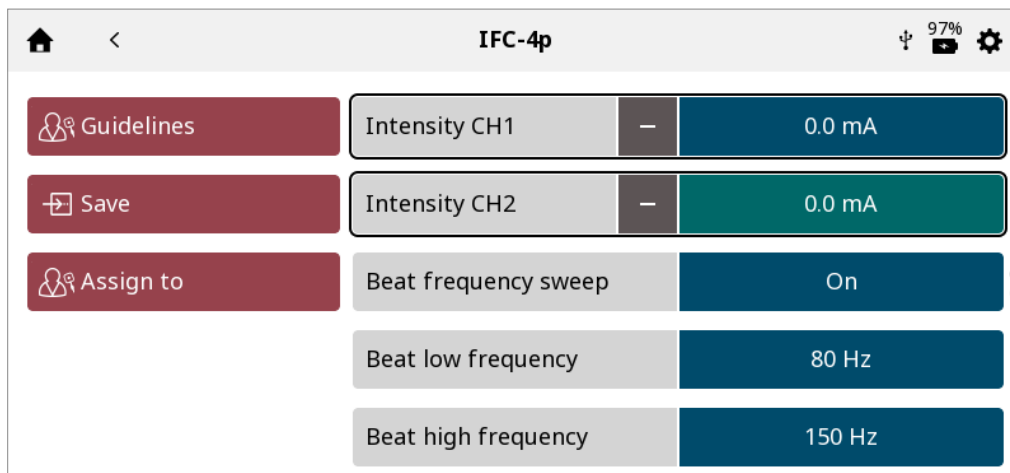 IFC-4p
97%
Guidelines
Intensity CH1 – 0.0 mA
Save
Intensity CH2 – 0.0 mA
Assign to
Beat frequency sweep On
Beat low frequency 80 Hz
Beat high frequency 150 Hz